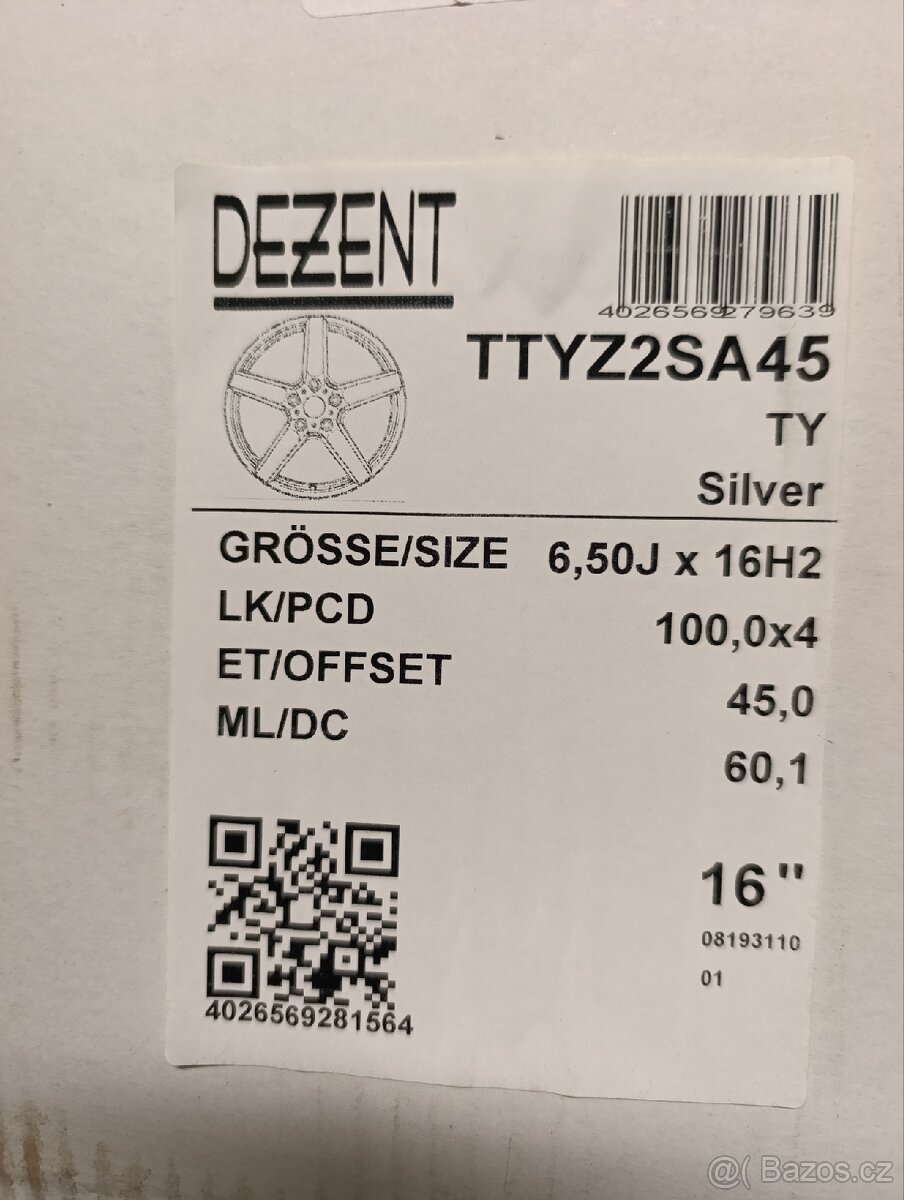 DEZENT
4026569279639
TTYZ2SA45
TY
Silver
GRÖSSE/SIZE 6,50J x 16H2
LK/PCD 100,0x4
ET/OFFSET 45,0
ML/DC 60,1
16"
08193110
01
4026569281564
@( Bazos.cz